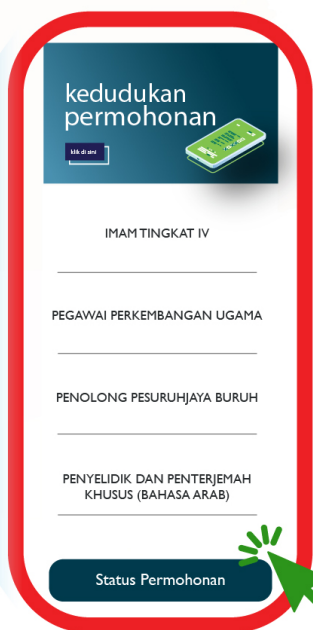 kedudukan
permohonan
klik di sini
IMAM TINGKAT IV
PEGAWAI PERKEMBANGAN UGAMA
PENOLONG PESURUHJAYA BURUH
PENYELIDIK DAN PENTERJEMAH
KHUSUS (BAHASA ARAB)
Status Permohonan